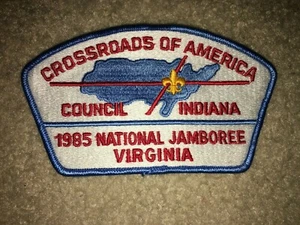 CROSSROADS OF AMERICA
COUNCIL INDIANA
1985 NATIONAL JAMBOREE
VIRGINIA